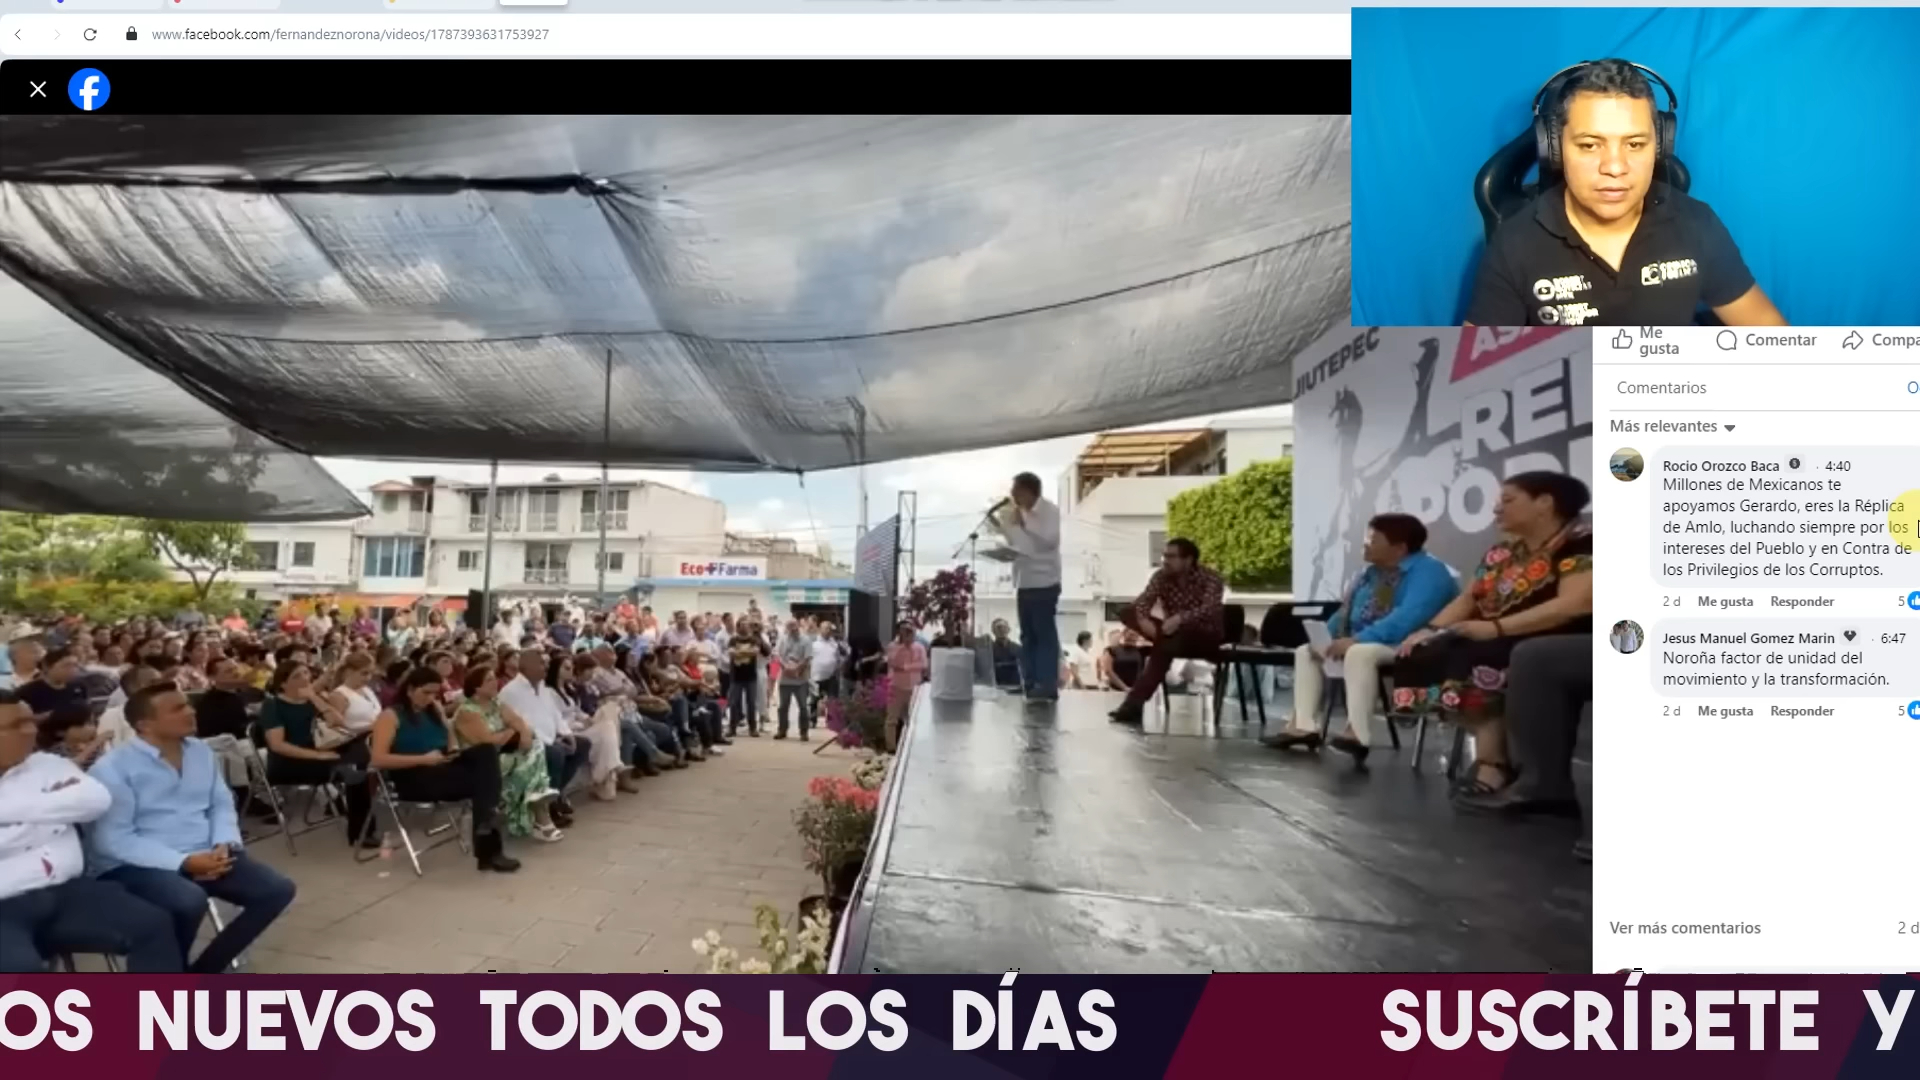 www.facebook.com/fernandeznorona/videos/1787393631753927
JIUTEPEC
Eco Farma
Me gusta
Comentar
Comentarios
Más relevantes
Rocio Orozco Baca · 4:40
Millones de Mexicanos te
apoyamos Gerardo, eres la Réplica
de Amlo, luchando siempre por los
intereses del Pueblo y en Contra de
los Privilegios de los Corruptos.
2 d Me gusta Responder 5
Jesus Manuel Gomez Marin · 6:47
Noroña factor de unidad del
movimiento y la transformación.
2 d Me gusta Responder 5
Ver más comentarios 2 d
OS NUEVOS TODOS LOS DÍAS SUSCRÍBETE Y